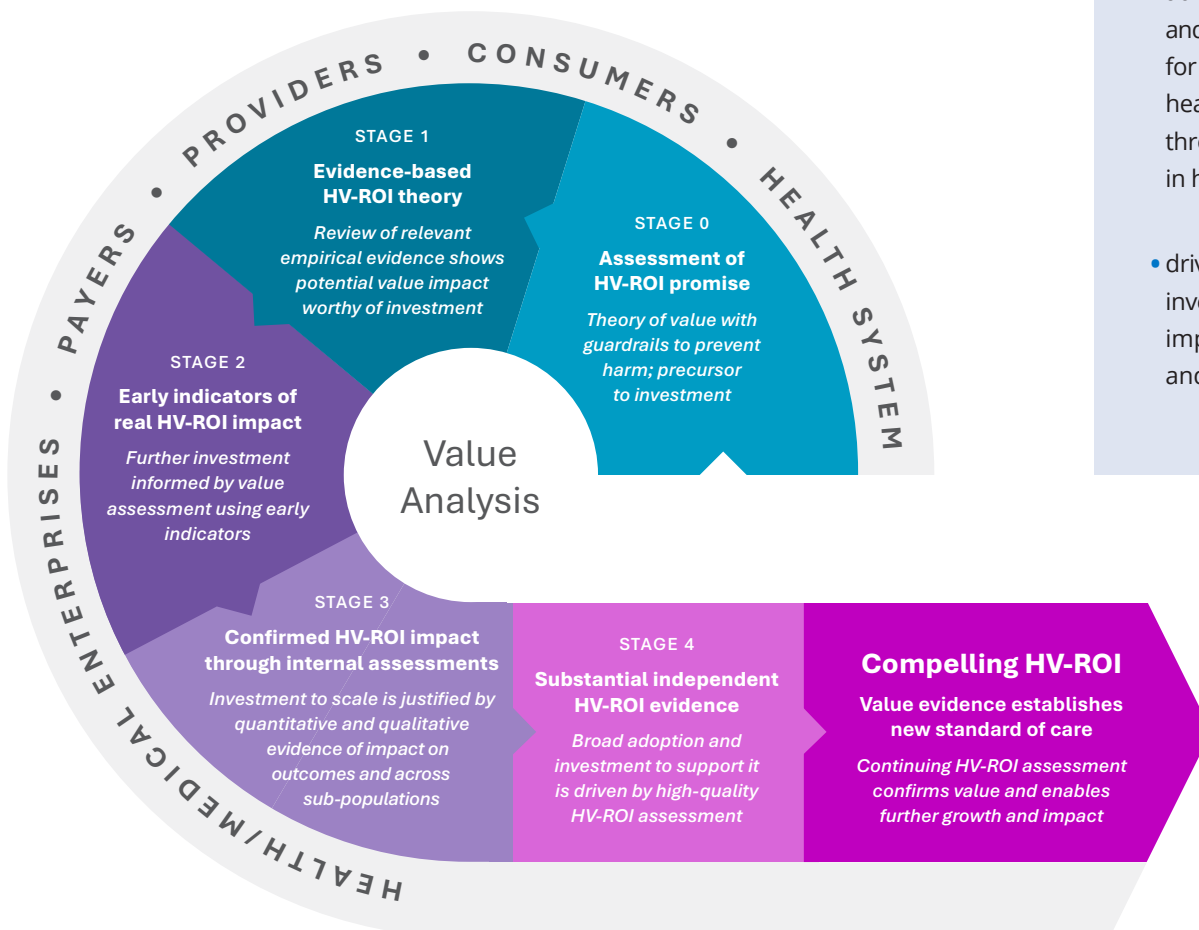 HEALTH/MEDICAL ENTERPRISES • PAYERS • PROVIDERS • CONSUMERS • HEALTH SYSTEM
STAGE 0
Assessment of
HV-ROI promise
Theory of value with
guardrails to prevent
harm; precursor
to investment
STAGE 1
Evidence-based
HV-ROI theory
Review of relevant
empirical evidence shows
potential value impact
worthy of investment
STAGE 2
Early indicators of
real HV-ROI impact
Further investment
informed by value
assessment using early
indicators
Value
Analysis
STAGE 3
Confirmed HV-ROI impact
through internal assessments
Investment to scale is justified by
quantitative and qualitative
evidence of impact on
outcomes and across
sub-populations
STAGE 4
Substantial independent
HV-ROI evidence
Broad adoption and
investment to support it
is driven by high-quality
HV-ROI assessment
Compelling HV-ROI
Value evidence establishes
new standard of care
Continuing HV-ROI assessment
confirms value and enables
further growth and impact
and
for
hea
in h
• driv
inve
imp
and